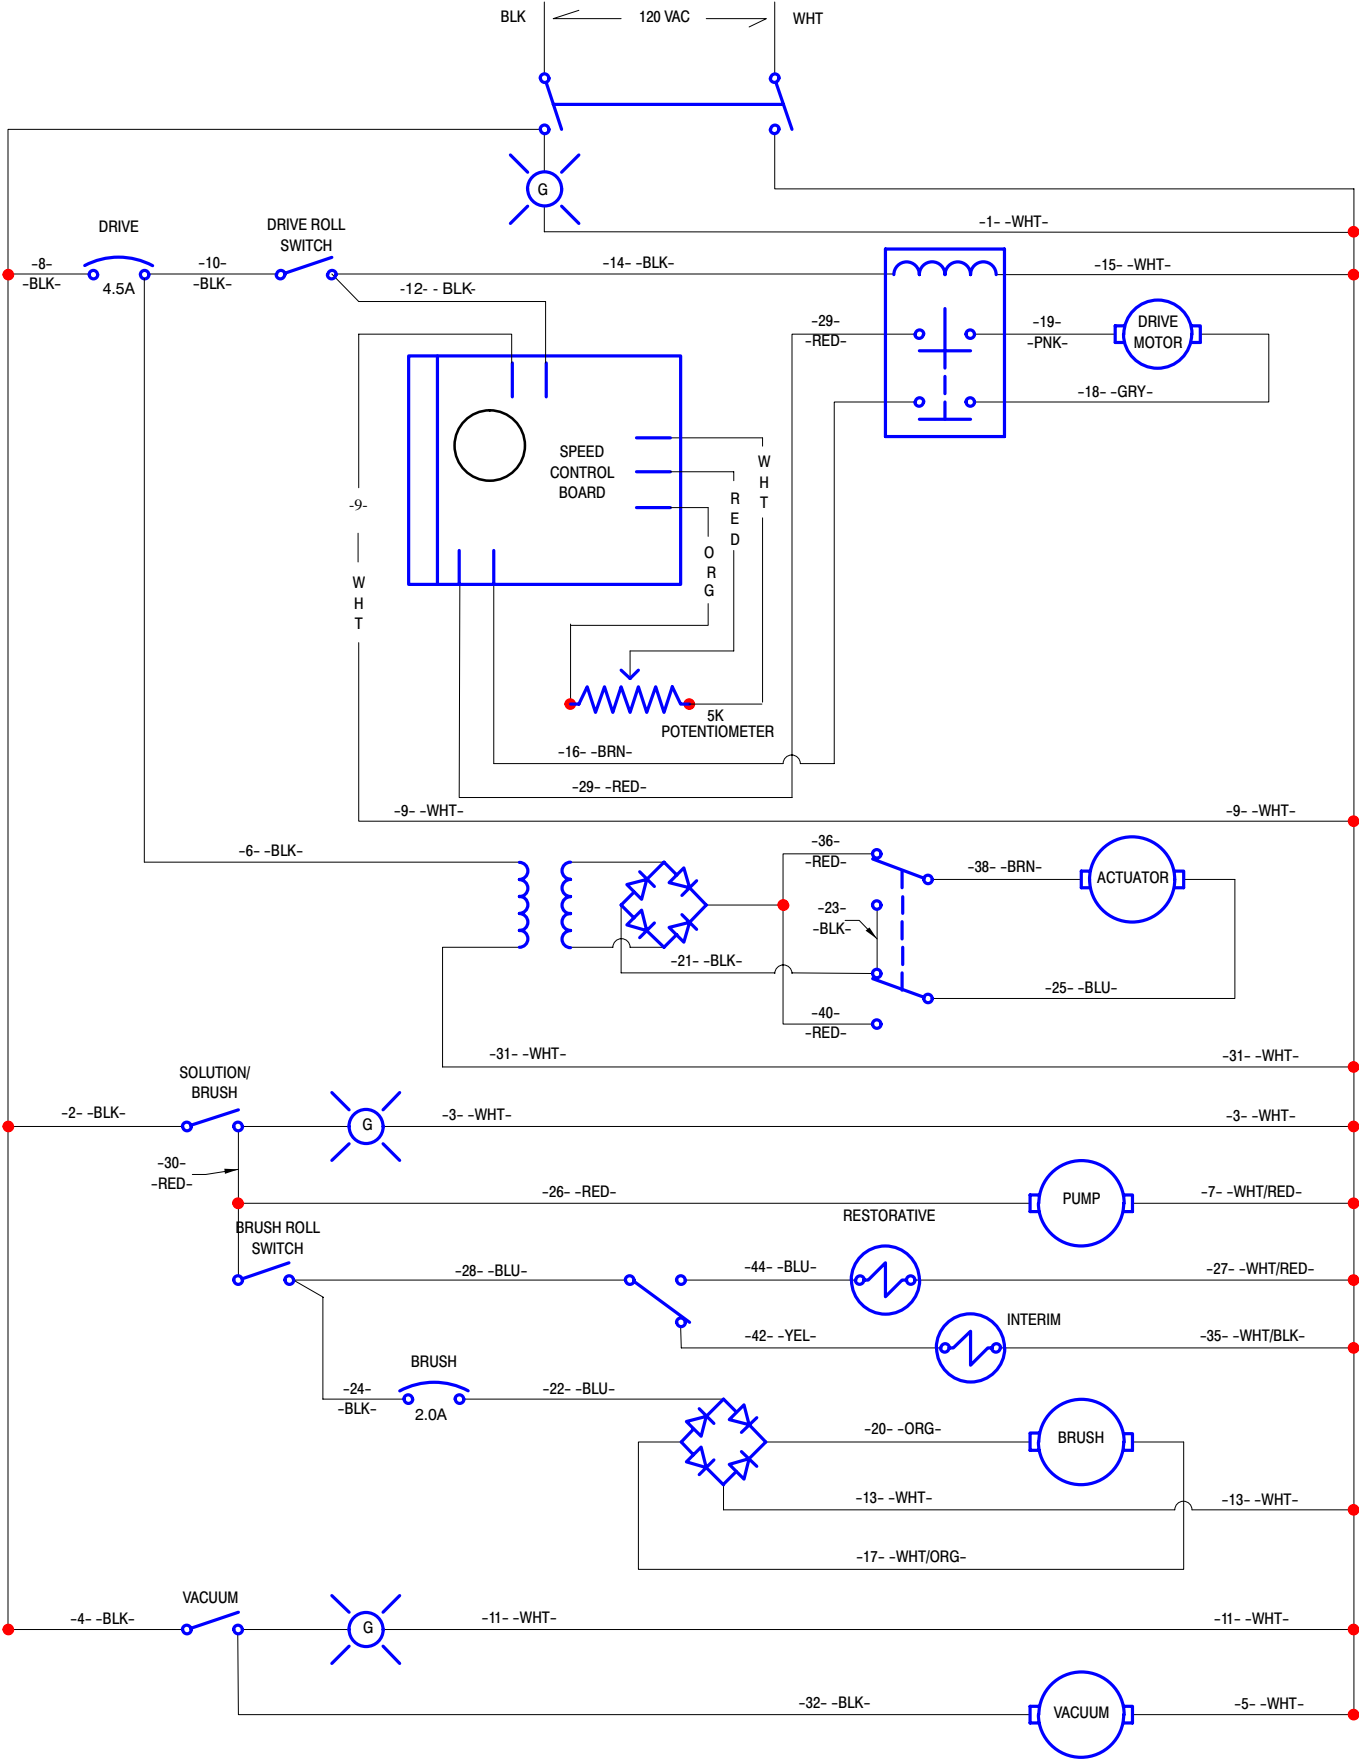 BLK
120 VAC
WHT
G
-1- -WHT-
DRIVE
DRIVE ROLL
SWITCH
-8-
-BLK-
4.5A
-10-
-BLK-
-14- -BLK-
-15- -WHT-
-12- - BLK-
-29-
-RED-
-19-
-PNK-
DRIVE
MOTOR
-18- -GRY-
SPEED
CONTROL
BOARD
WHT
RED
ORG
-9-
WHT
5K
POTENTIOMETER
-16- -BRN-
-29- -RED-
-9- -WHT-
-9- -WHT-
-6- -BLK-
-36-
-RED-
-38- -BRN-
ACTUATOR
-23-
-BLK-
-21- -BLK-
-25- -BLU-
-40-
-RED-
-31- -WHT-
-31- -WHT-
SOLUTION/
BRUSH
-2- -BLK-
G
-3- -WHT-
-3- -WHT-
-30-
-RED-
-26- -RED-
PUMP
-7- -WHT/RED-
BRUSH ROLL
SWITCH
RESTORATIVE
-28- -BLU-
-44- -BLU-
-27- -WHT/RED-
INTERIM
-42- -YEL-
-35- -WHT/BLK-
BRUSH
-24-
-BLK-
2.0A
-22- -BLU-
-20- -ORG-
BRUSH
-13- -WHT-
-13- -WHT-
-17- -WHT/ORG-
VACUUM
-4- -BLK-
G
-11- -WHT-
-11- -WHT-
-32- -BLK-
VACUUM
-5- -WHT-